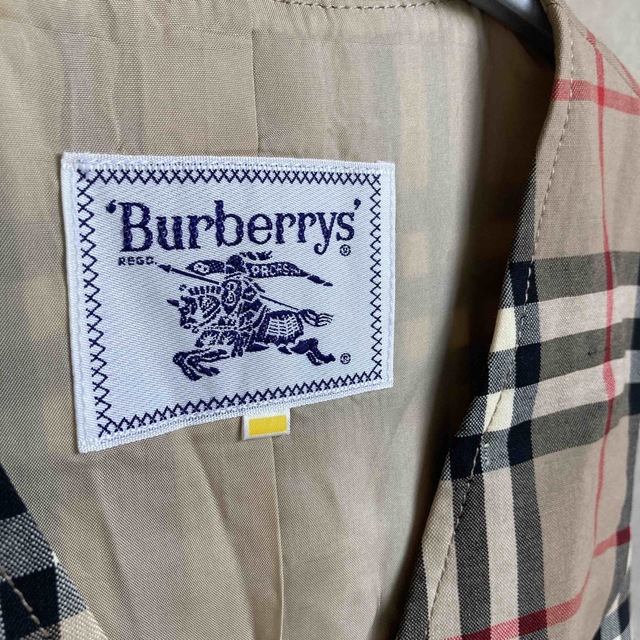 'Burberrys'
REGD.
PRORSUM
®
®